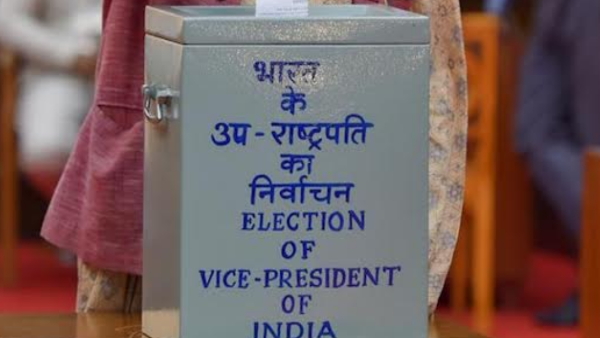 भारत
के
उप - राष्ट्रपति
का
निर्वाचन
ELECTION
OF
VICE-PRESIDENT
OF
INDIA